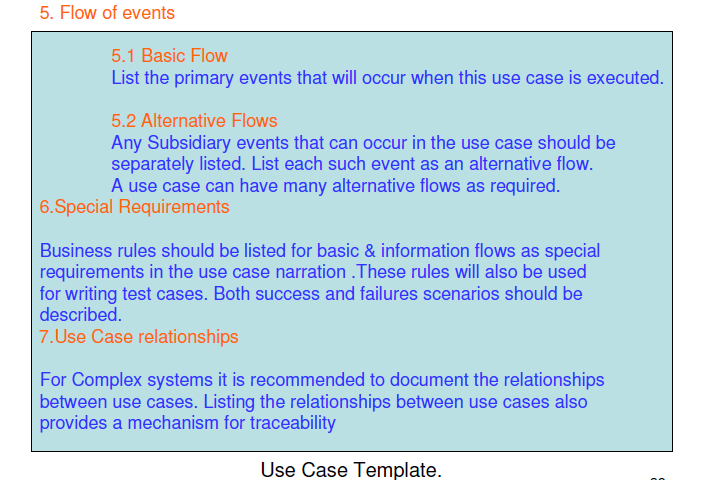 5. Flow of events
5.1 Basic Flow
List the primary events that will occur when this use case is executed.
5.2 Alternative Flows
Any Subsidiary events that can occur in the use case should be
separately listed. List each such event as an alternative flow.
A use case can have many alternative flows as required.
6.Special Requirements
Business rules should be listed for basic & information flows as special
requirements in the use case narration .These rules will also be used
for writing test cases. Both success and failures scenarios should be
described.
7.Use Case relationships
For Complex systems it is recommended to document the relationships
between use cases. Listing the relationships between use cases also
provides a mechanism for traceability
Use Case Template.